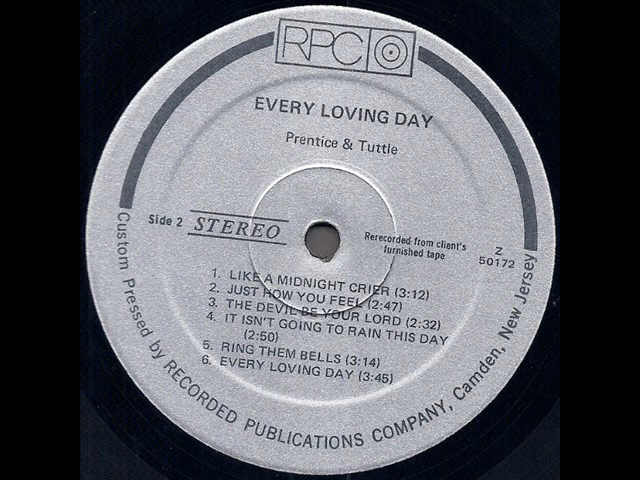 RPC
EVERY LOVING DAY
Prentice & Tuttle
Side 2 STEREO
Rerecorded from client's
furnished tape
Z
50172
1. LIKE A MIDNIGHT CRIER (3:12)
2. JUST HOW YOU FEEL (2:47)
3. THE DEVIL BE YOUR LORD (2:32)
4. IT ISN'T GOING TO RAIN THIS DAY
(2:50)
5. RING THEM BELLS (3:14)
6. EVERY LOVING DAY (3:45)
Custom Pressed by RECORDED PUBLICATIONS COMPANY, Camden, New Jersey